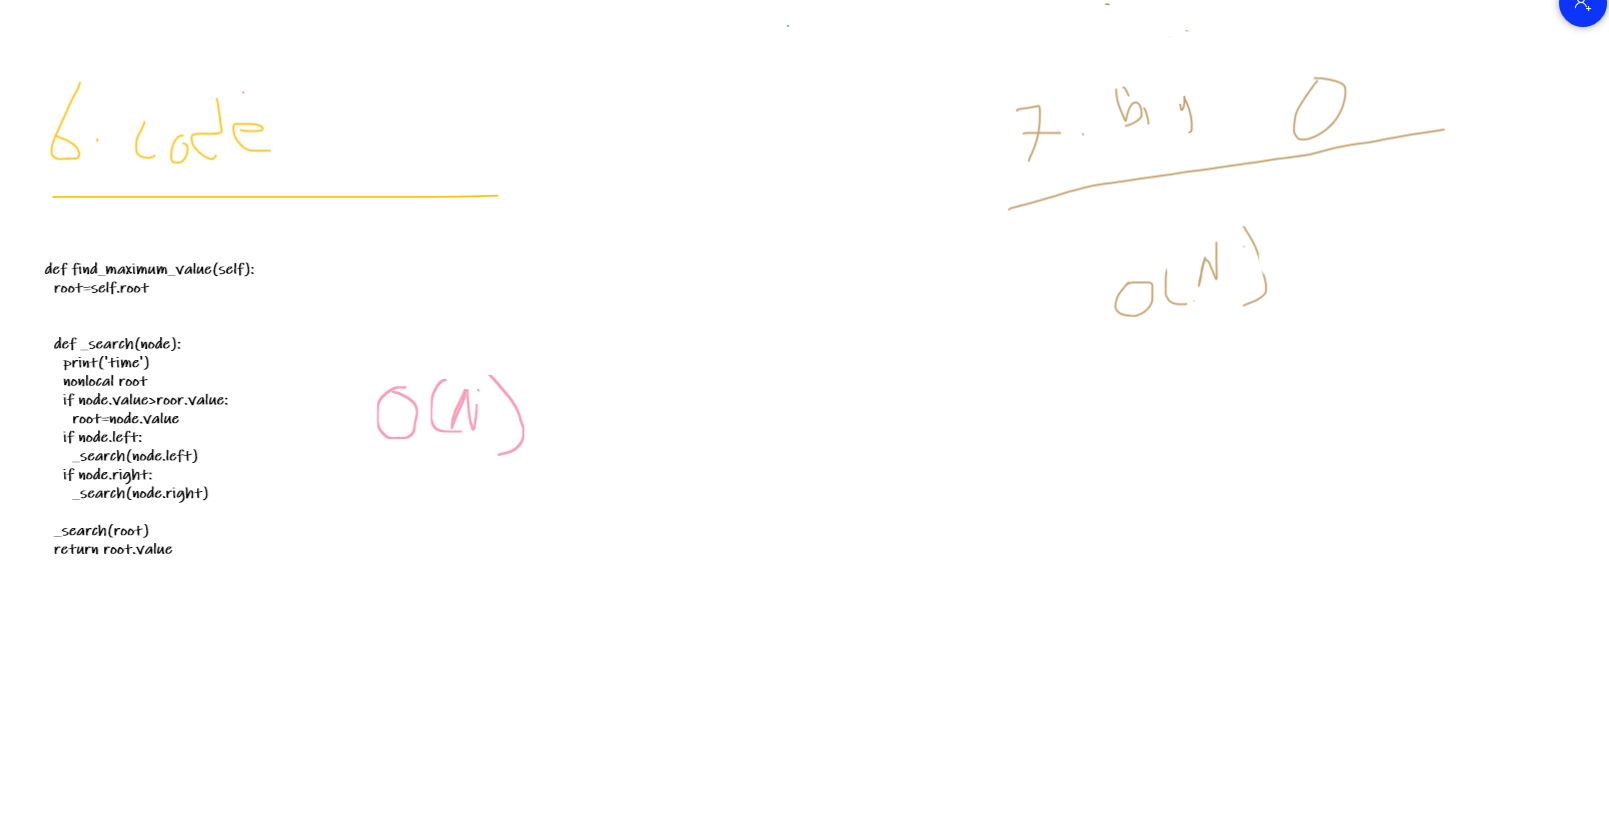 6. code
def find_maximum_value(self):
root=self.root
def _search(node):
print('time')
nonlocal root
if node.value>roor.value:
root=node.value
if node.left:
_search(node.left)
if node.right:
_search(node.right)
_search(root)
return root.value
O(N)
7. big O
O(N)